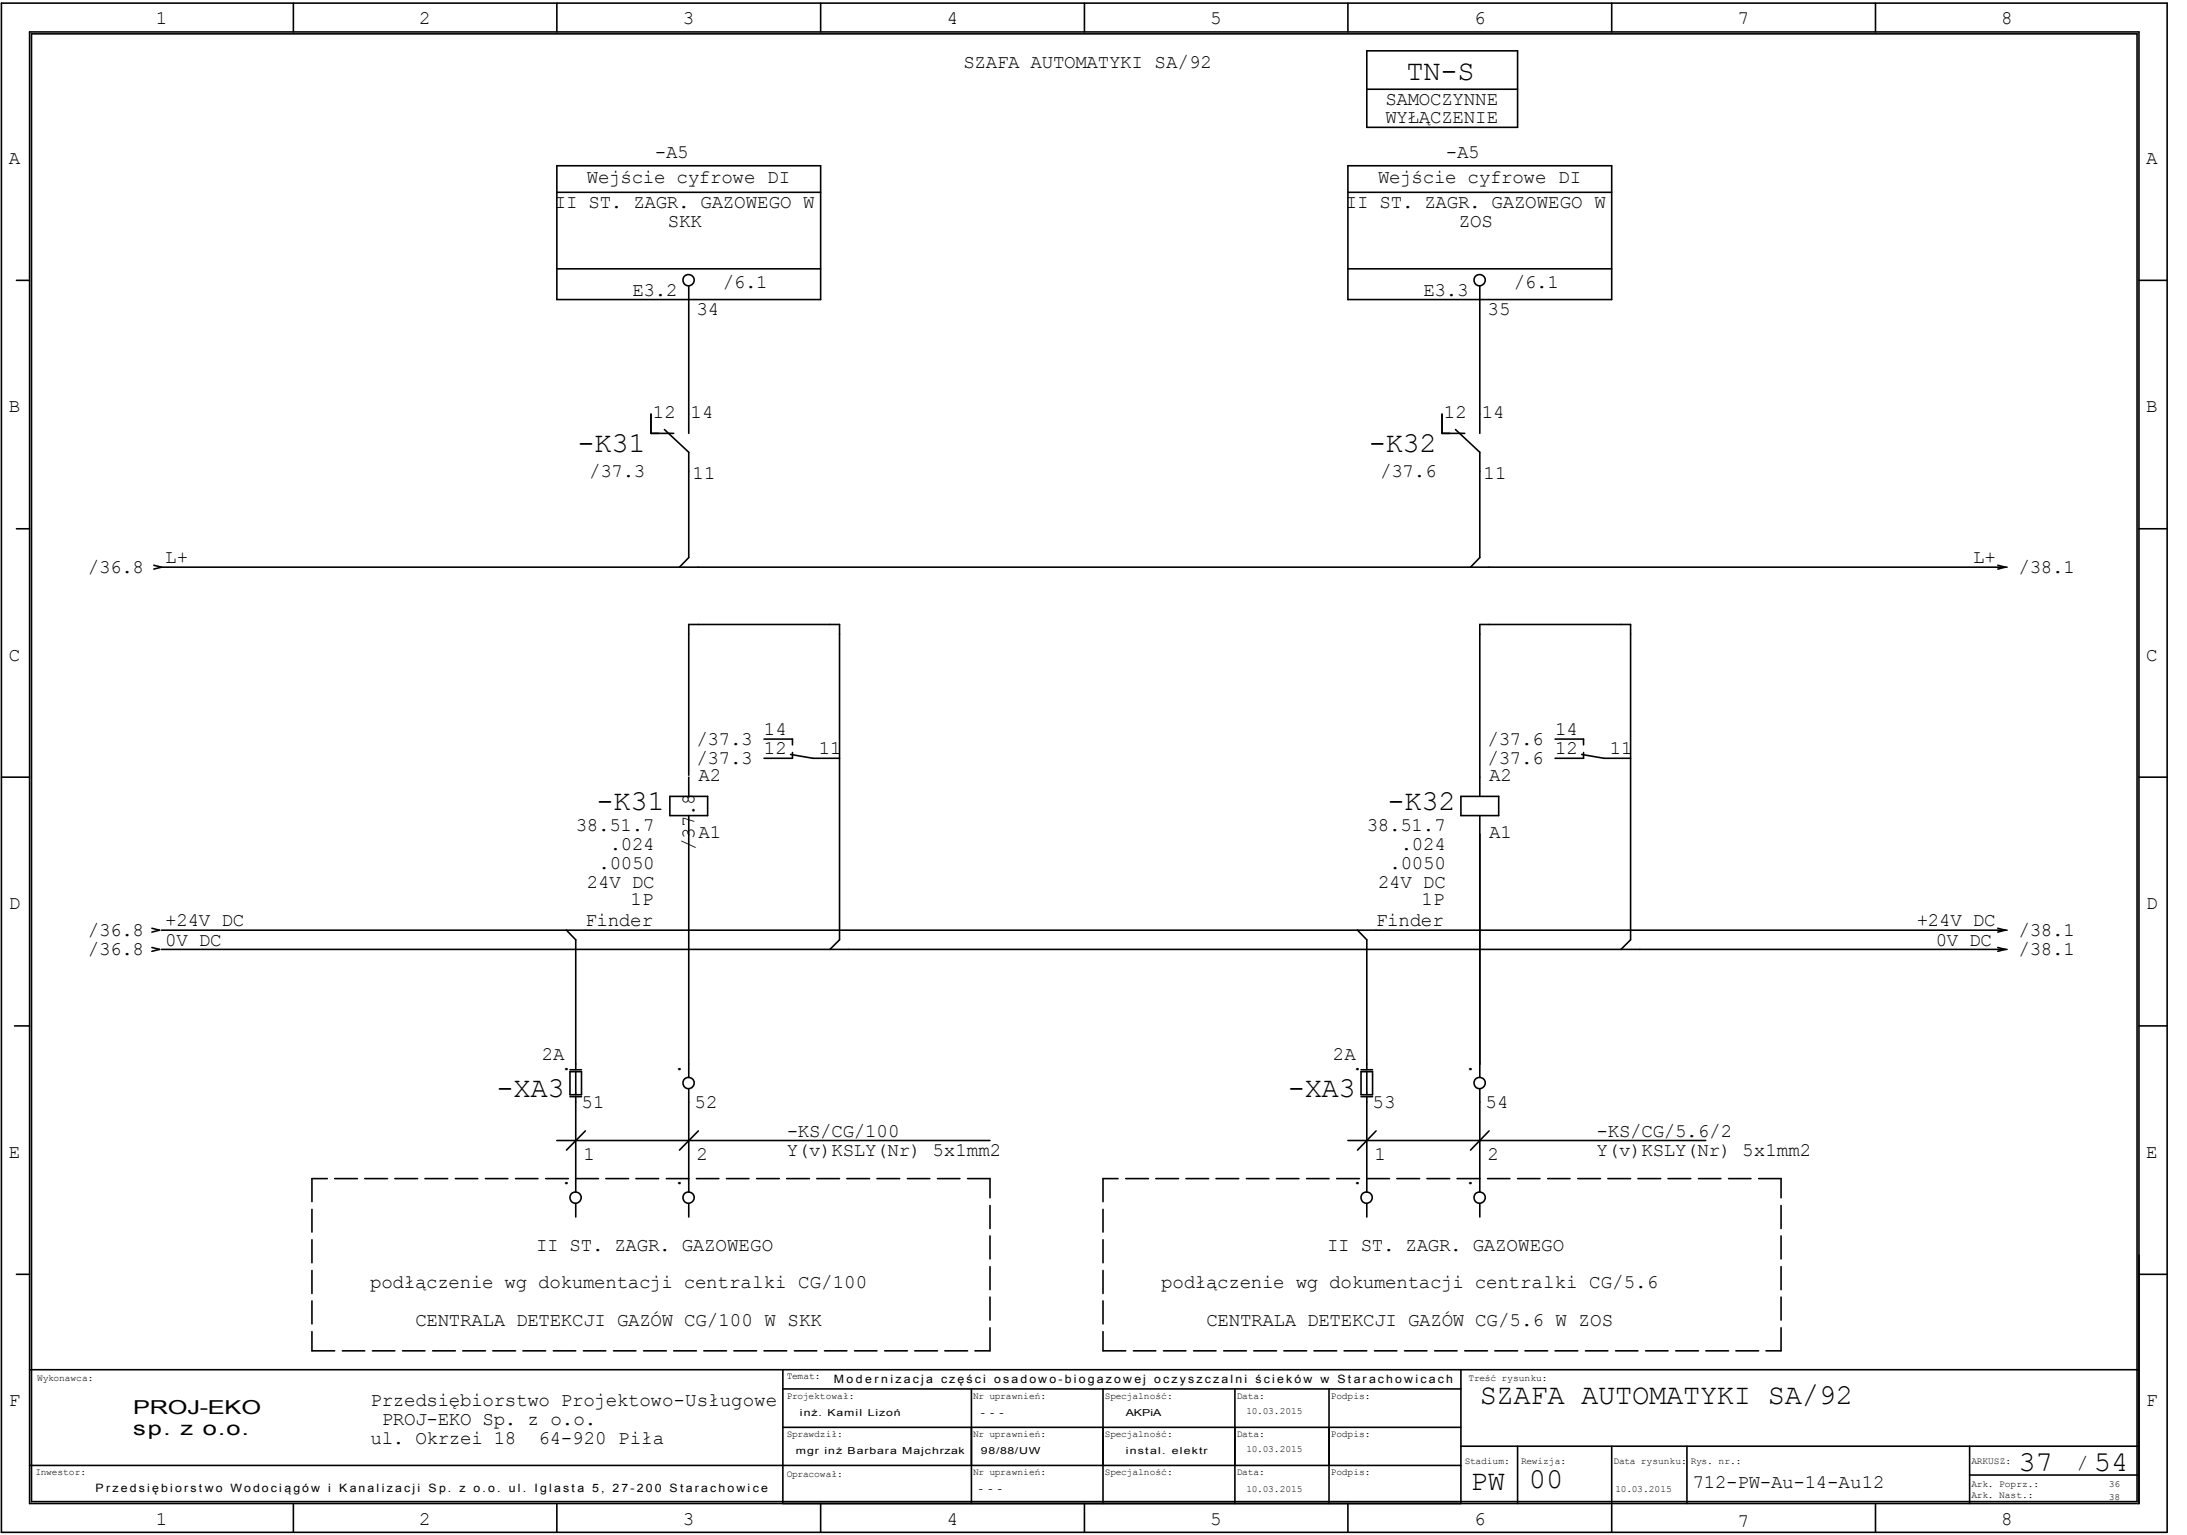 1 2 3 4 5 6 7 8
SZAFA AUTOMATYKI SA/92
TN-S
SAMOCZYNNE
WYŁĄCZENIE
A A
-A5 -A5
Wejście cyfrowe DI Wejście cyfrowe DI
II ST. ZAGR. GAZOWEGO W II ST. ZAGR. GAZOWEGO W
SKK ZOS
E3.2 /6.1 E3.3 /6.1
34 35
B B
12 14 12 14
-K31 -K32
/37.3 11 /37.6 11
/36.8 L+ L+ /38.1
C C
/37.3 14 /37.6 14
/37.3 12 11 /37.6 12 11
A2 A2
-K31 /37.8 -K32
38.51.7 A1 38.51.7 A1
.024 .024
.0050 .0050
24V DC 24V DC
1P 1P
D D
Finder Finder
/36.8 +24V DC +24V DC /38.1
/36.8 0V DC 0V DC /38.1
2A 2A
-XA3 51 52 -XA3 53 54
-KS/CG/100 -KS/CG/5.6/2
E 1 2 Y(v)KSLY(Nr) 5x1mm2 1 2 Y(v)KSLY(Nr) 5x1mm2 E
II ST. ZAGR. GAZOWEGO II ST. ZAGR. GAZOWEGO
podłączenie wg dokumentacji centralki CG/100 podłączenie wg dokumentacji centralki CG/5.6
CENTRALA DETEKCJI GAZÓW CG/100 W SKK CENTRALA DETEKCJI GAZÓW CG/5.6 W ZOS
F F
Wykonawca:
PROJ-EKO
sp. z o.o.
Przedsiębiorstwo Projektowo-Usługowe
PROJ-EKO Sp. z o.o.
ul. Okrzei 18 64-920 Piła
Inwestor:
Przedsiębiorstwo Wodociągów i Kanalizacji Sp. z o.o. ul. Iglasta 5, 27-200 Starachowice
Temat: Modernizacja części osadowo-biogazowej oczyszczalni ścieków w Starachowicach
Projektował: Nr uprawnień: Specjalność: Data: Podpis:
inż. Kamil Lizoń --- AKPiA 10.03.2015
Sprawdził: Nr uprawnień: Specjalność: Data: Podpis:
mgr inż Barbara Majchrzak 98/88/UW instal. elektr 10.03.2015
Opracował: Nr uprawnień: Specjalność: Data: Podpis:
--- 10.03.2015
Treść rysunku:
SZAFA AUTOMATYKI SA/92
Stadium: Rewizja: Data rysunku: Rys. nr.: ARKUSZ: 37 / 54
PW 00 10.03.2015 712-PW-Au-14-Au12
Ark. Poprz.: 36
Ark. Nast.: 38
1 2 3 4 5 6 7 8